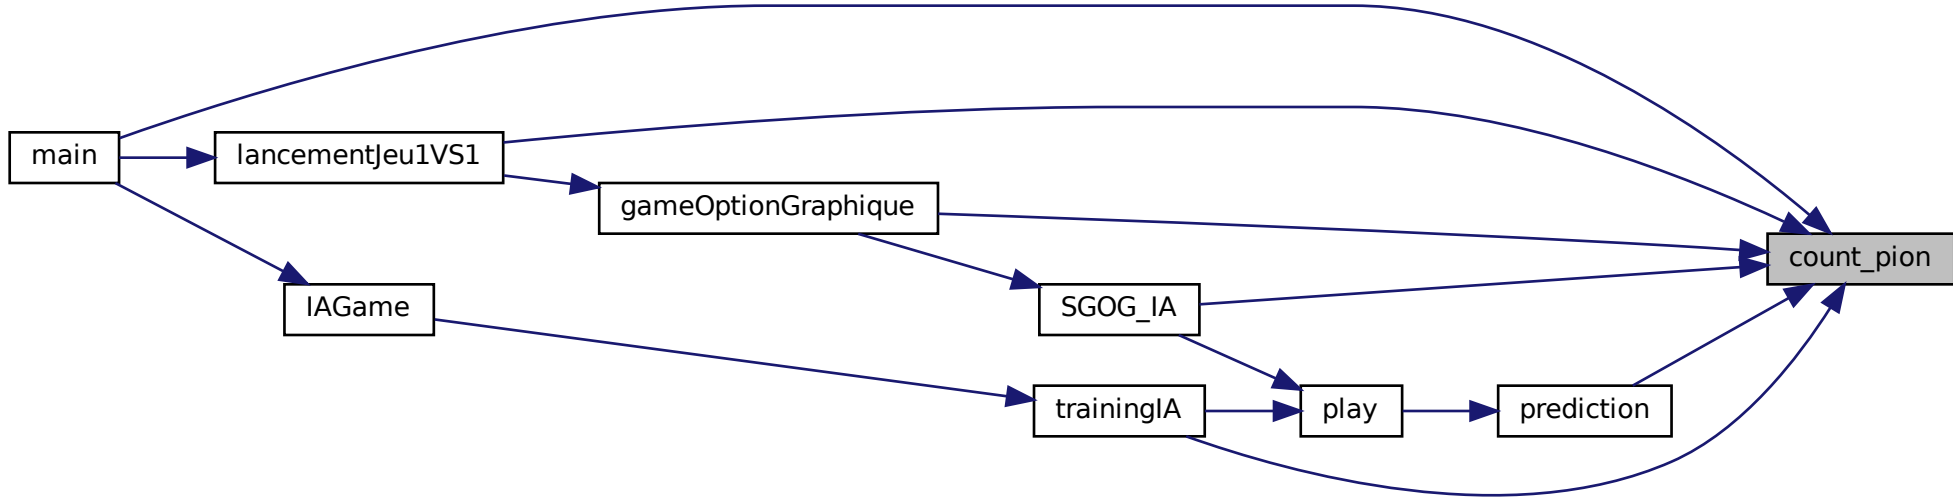 main
lancementJeu1VS1
gameOptionGraphique
count_pion
IAGame
SGOG_IA
trainingIA
play
prediction